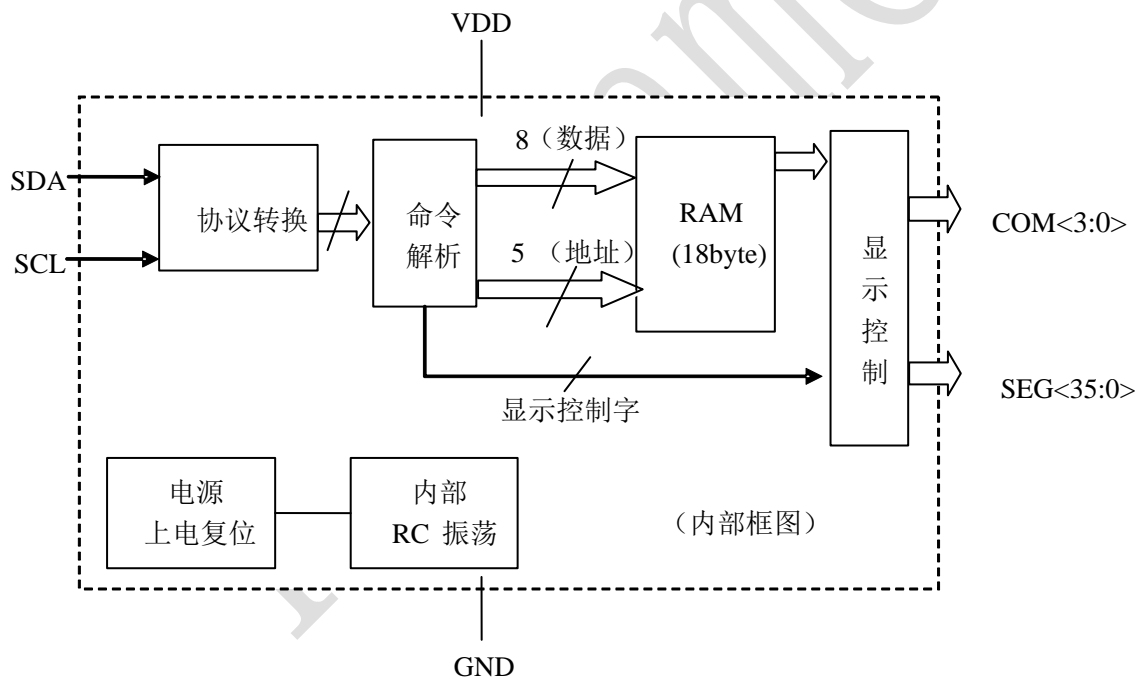 VDD
SDA
SCL
协议转换
命令
解析
8（数据）
5 （地址）
RAM
(18byte)
显
示
控
制
COM<3:0>
SEG<35:0>
显示控制字
电源
上电复位
内部
RC 振荡
（内部框图）
GND